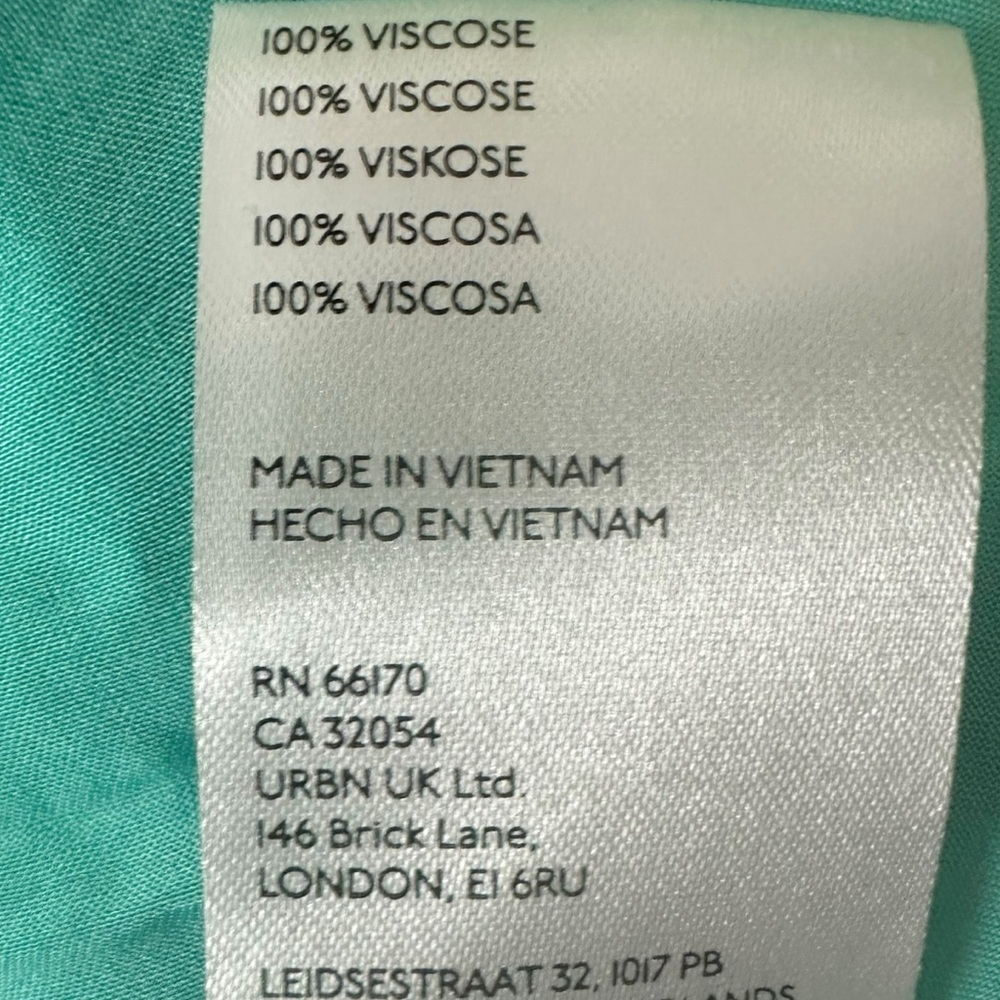 100% VISCOSE
100% VISCOSE
100% VISKOSE
100% VISCOSA
100% VISCOSA
MADE IN VIETNAM
HECHO EN VIETNAM
RN 66170
CA 32054
URBN UK Ltd.
146 Brick Lane,
LONDON, E1 6RU
LEIDSESTRAAT 32, 1017 PB